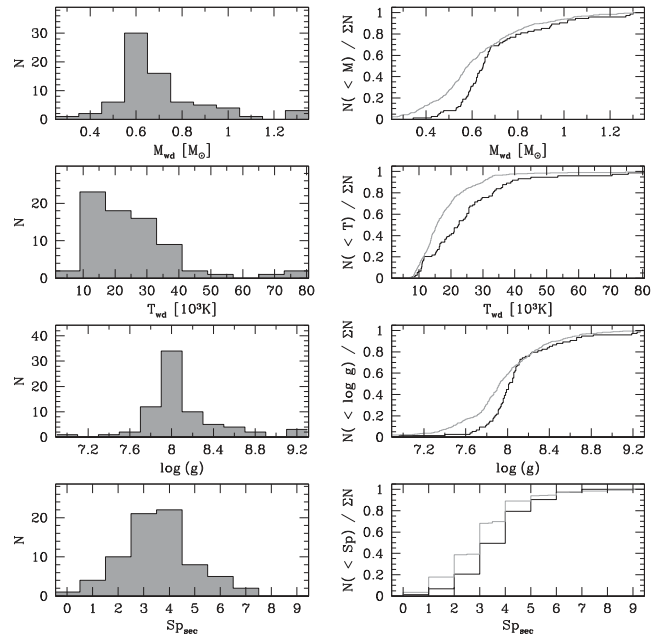 N
30
20
10
0
0.4 0.6 0.8 1 1.2
M_wd [M_⊙]
N( < M) / ΣN
1
0.8
0.6
0.4
0.2
0
0.4 0.6 0.8 1 1.2
M_wd [M_⊙]
N
20
10
0
10 20 30 40 50 60 70 80
T_wd [10³K]
N( < T) / ΣN
1
0.8
0.6
0.4
0.2
0
10 20 30 40 50 60 70 80
T_wd [10³K]
N
40
30
20
10
0
7.2 7.6 8 8.4 8.8 9.2
log(g)
N( < log g) / ΣN
1
0.8
0.6
0.4
0.2
0
7.2 7.6 8 8.4 8.8 9.2
log(g)
N
20
10
0
0 1 2 3 4 5 6 7 8 9
Sp_sec
N( < Sp) / ΣN
1
0.8
0.6
0.4
0.2
0
0 1 2 3 4 5 6 7 8 9
Sp_sec